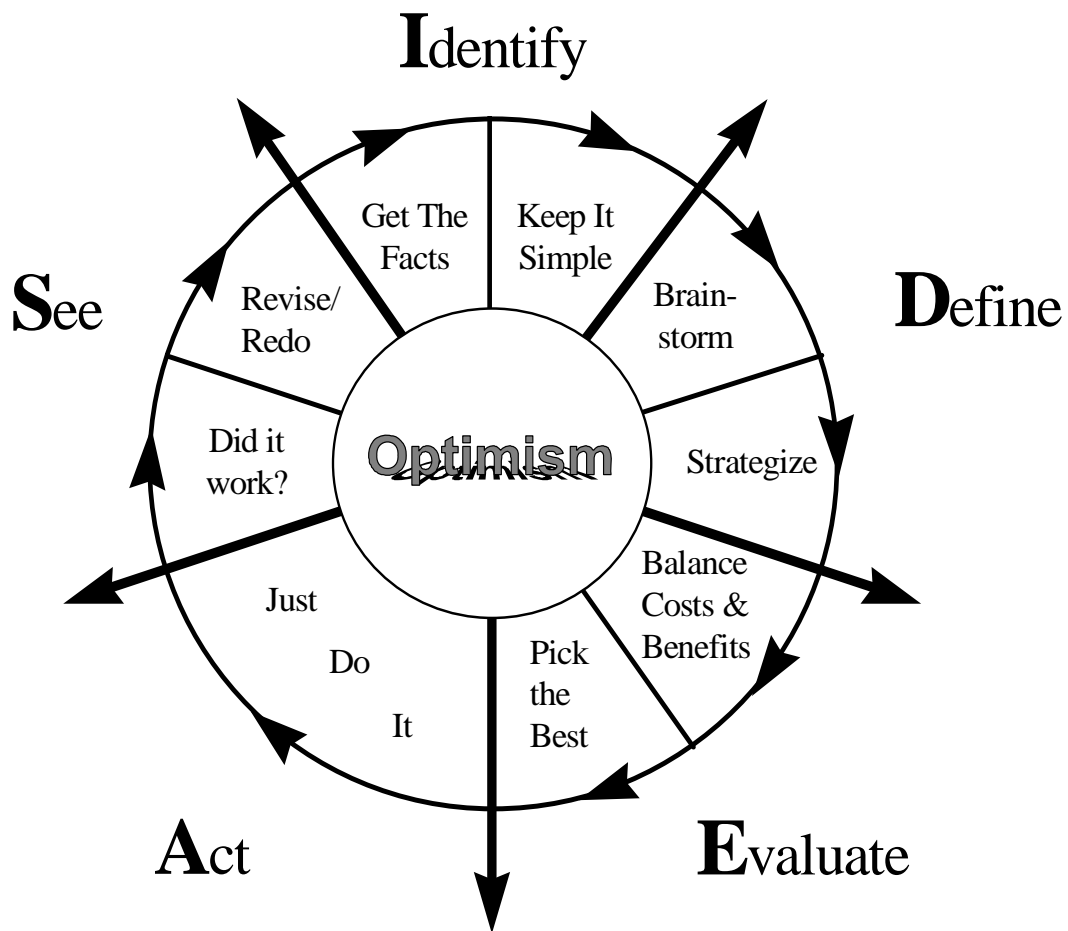 Identify
Get The
Facts
Keep It
Simple
Define
Brain-
storm
Strategize
Evaluate
Balance
Costs &
Benefits
Pick
the
Best
Act
Just
Do
It
See
Did it
work?
Revise/
Redo
Optimism